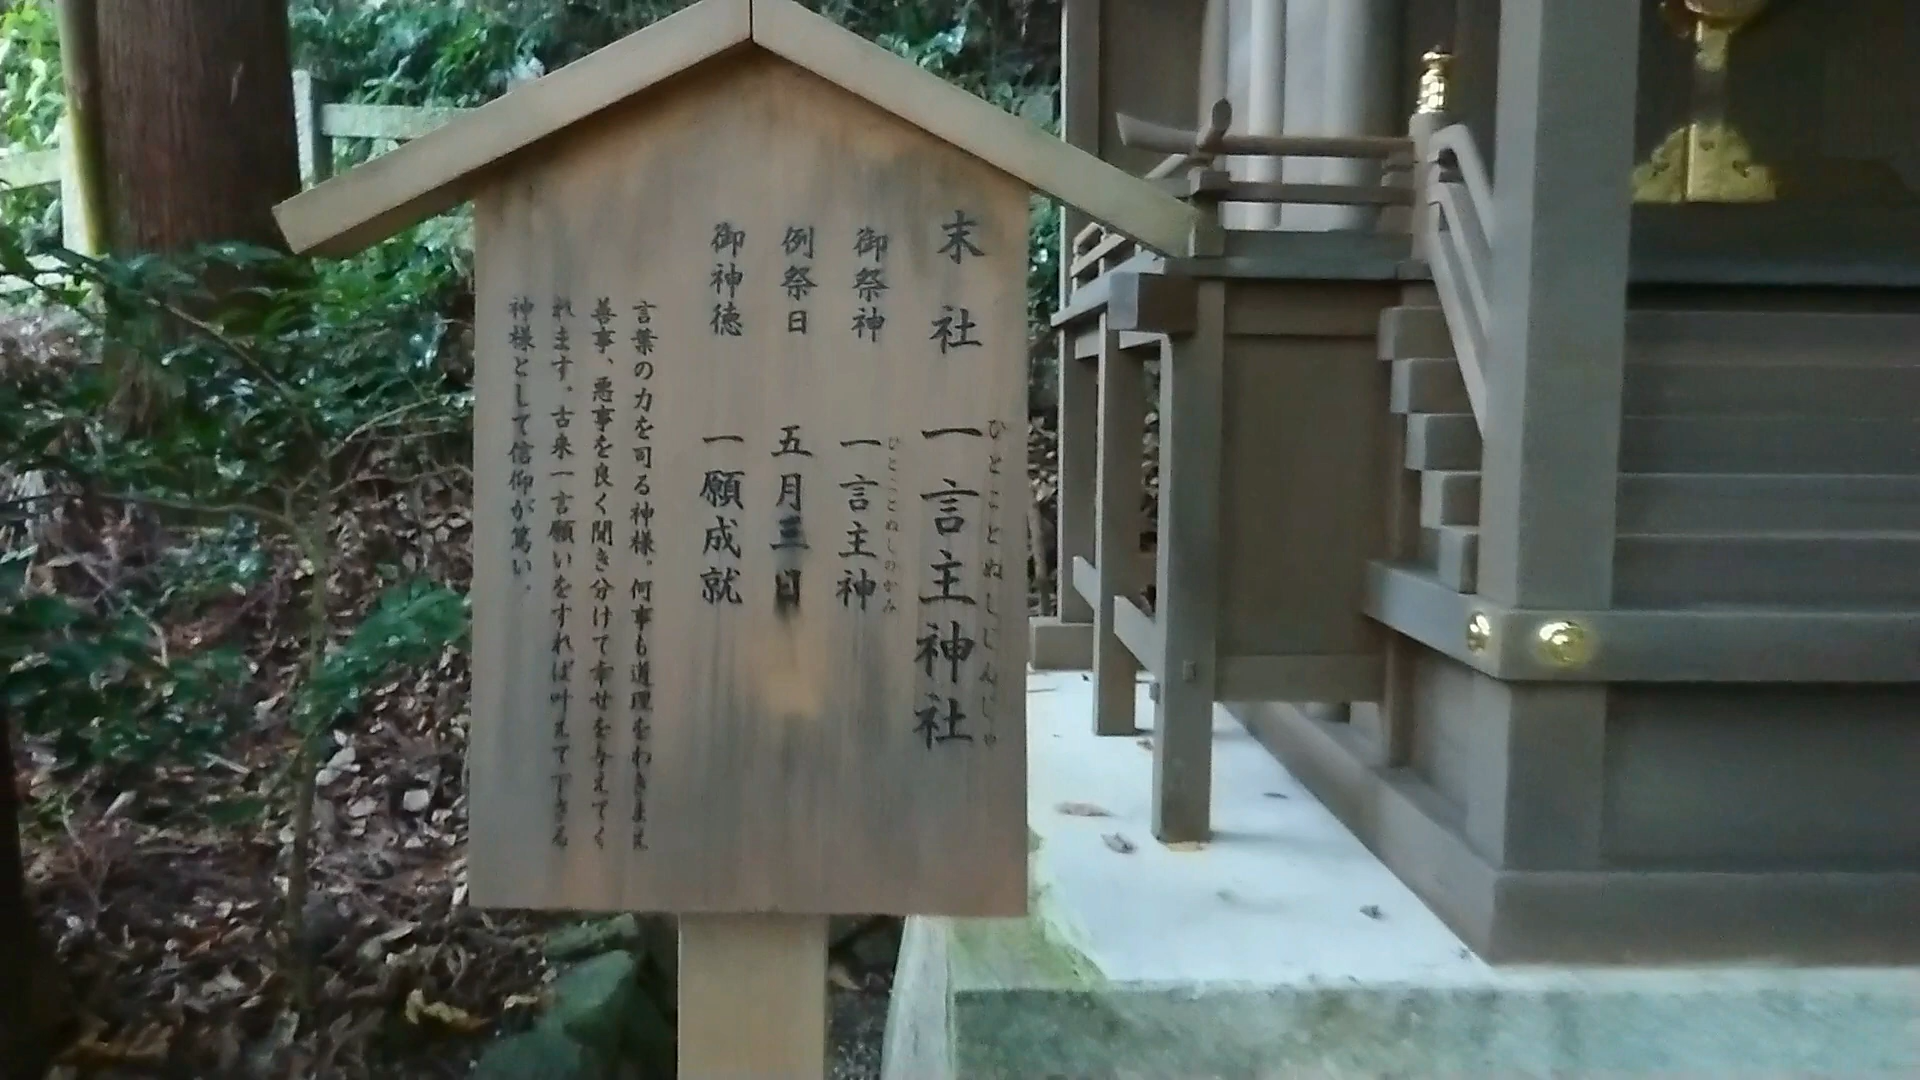 末社 一言主神社
ひとことぬしじんじゃ
御祭神 一言主神
ひとことぬしのかみ
例祭日 五月三日
御神徳 一願成就
言葉の力を司る神様。何事も道理をわきまえ
善事、悪事を良く聞き分けて幸せを与えてく
れます。古来一言願いをすれば叶えて下さる
神様として信仰が篤い。